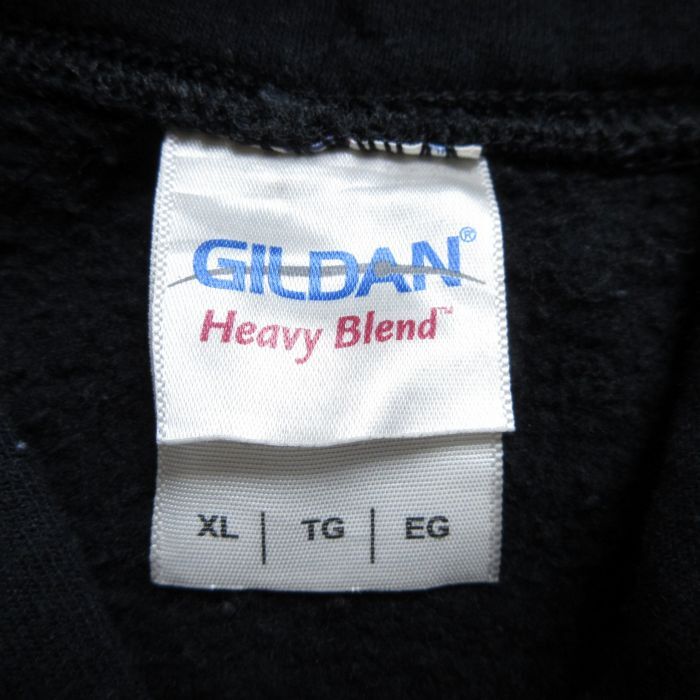 GILDAN®
Heavy Blend™
XL | TG | EG